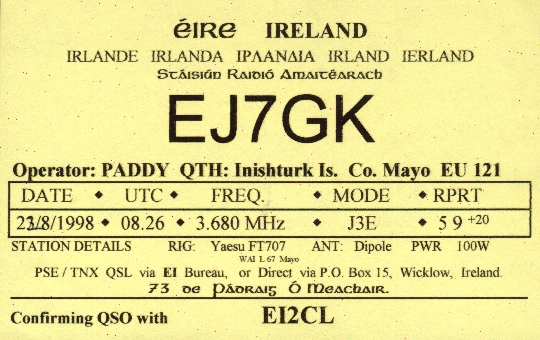 ÉIRE IRELAND
IRLANDE IRLANDA ΙΡΛΑΝΔΙΑ IRLAND IERLAND
Stáisiún Raidió Amaitéarach
EJ7GK
Operator: PADDY QTH: Inishturk Is. Co. Mayo EU 121
DATE ◆ UTC ◆ FREQ. ◆ MODE ◆ RPRT
/8/1998 ◆ 08.26 ◆ 3.680 MHz ◆ J3E ◆ 5 9 +20
STATION DETAILS RIG: Yaesu FT707 ANT: Dipole PWR 100W
WAI L 67 Mayo
PSE / TNX QSL via EI Bureau, or Direct via P.O. Box 15, Wicklow, Ireland.
73 de Pádraig Ó Meachair.
Confirming QSO with EI2CL